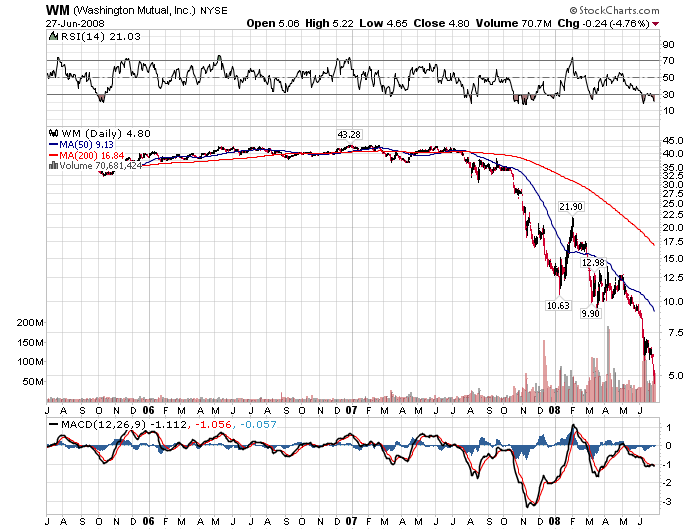 WM (Washington Mutual, Inc.) NYSE © StockCharts.com
27-Jun-2008 Open 5.06 High 5.22 Low 4.65 Close 4.80 Volume 70.7M Chg -0.24 (-4.76%)
RSI(14) 21.03
90
70
50
30
10
WM (Daily) 4.80
MA(50) 9.13
MA(200) 16.84
Volume 70,681,424
43.28
21.90
12.98
10.63
9.90
45.0
40.0
35.0
32.5
30.0
27.5
25.0
22.5
20.0
17.5
15.0
12.5
10.0
7.5
5.0
200M
150M
100M
50M
J A S O N D 06 F M A M J J A S O N D 07 F M A M J J A S O N D 08 F M A M J
MACD(12,26,9) -1.112, -1.056, -0.057
1
0
-1
-2
-3
J A S O N D 06 F M A M J J A S O N D 07 F M A M J J A S O N D 08 F M A M J